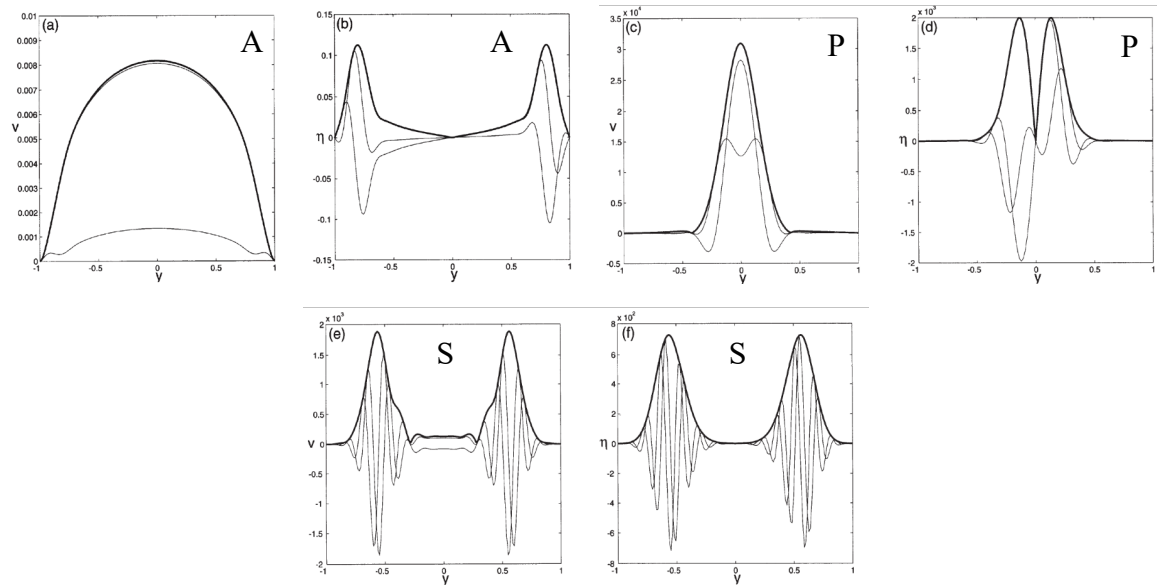 (a)
A
0.01
0.009
0.008
0.007
0.006
v 0.005
0.004
0.003
0.002
0.001
0
-1 -0.5 0 0.5 1
y
(b)
A
0.15
0.1
0.05
η 0
-0.05
-0.1
-0.15
-1 -0.5 0 0.5 1
y
(c)
P
x 10⁴
3.5
3
2.5
2
v 1.5
1
0.5
0
-0.5
-1 -0.5 0 0.5 1
y
(d)
P
x 10³
2
1.5
1
0.5
η 0
-0.5
-1
-1.5
-2
-1 -0.5 0 0.5 1
y
(e)
S
x 10³
2
1.5
1
0.5
v 0
-0.5
-1
-1.5
-2
-1 -0.5 0 0.5 1
y
(f)
S
x 10²
8
6
4
2
η 0
-2
-4
-6
-8
-1 -0.5 0 0.5 1
y